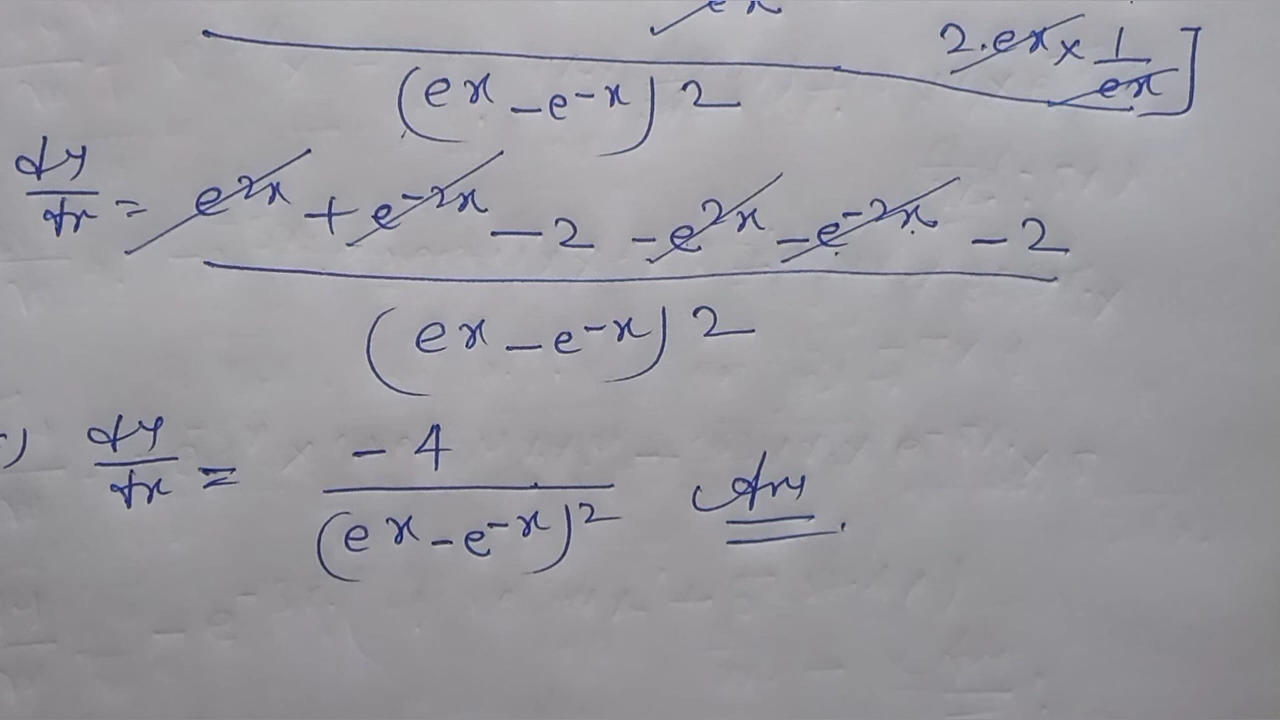 2.eˣ × 1/eˣ]
(eˣ - e⁻ˣ)²
dy/dx = e²ˣ + e⁻²ˣ - 2 - e²ˣ - e⁻²ˣ - 2
(eˣ - e⁻ˣ)²
dy/dx = -4/(eˣ - e⁻ˣ)² Ans.